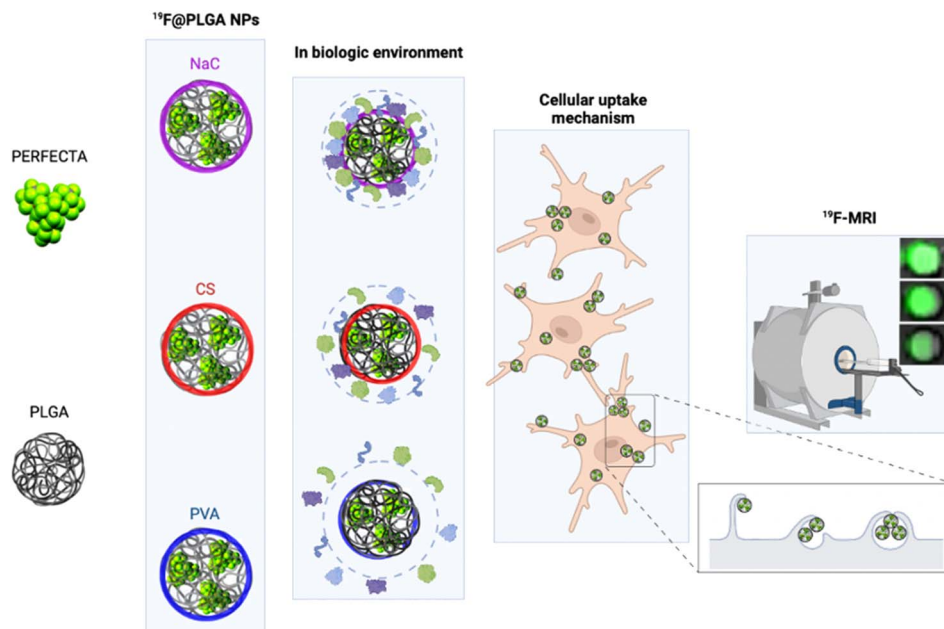 ¹⁹F@PLGA NPs
In biologic environment
Cellular uptake
mechanism
¹⁹F-MRI
PERFECTA
PLGA
NaC
CS
PVA